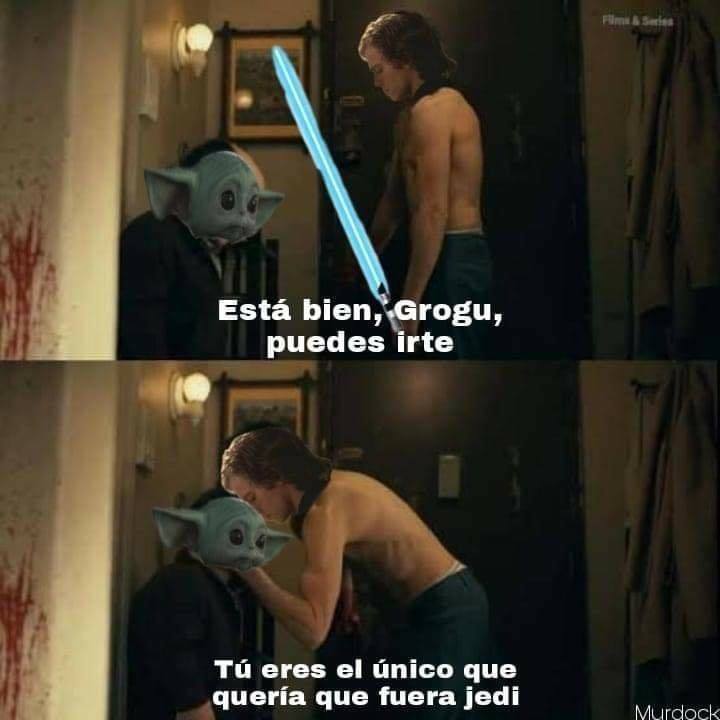 Films & Series
Está bien, Grogu,
puedes irte
Tú eres el único que
quería que fuera jedi
Murdock